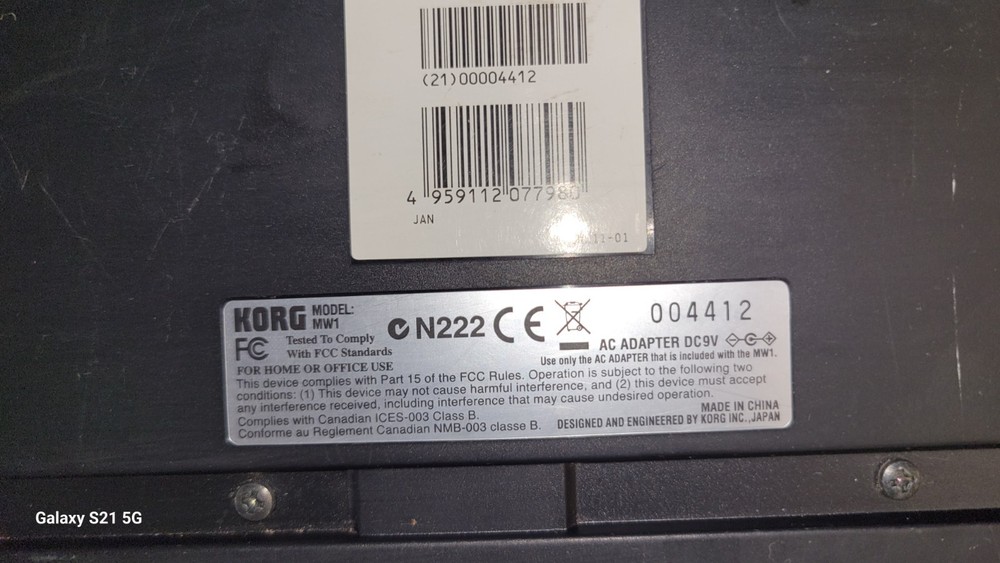 (21)00004412
4 959112 077980
JAN
11-01
KORG MODEL:
MW1
N222 CE
004412
FC Tested To Comply
With FCC Standards
FOR HOME OR OFFICE USE
AC ADAPTER DC9V
Use only the AC ADAPTER that is included with the MW1.
This device complies with Part 15 of the FCC Rules. Operation is subject to the following two
conditions: (1) This device may not cause harmful interference, and (2) this device must accept
any interference received, including interference that may cause undesired operation.
Complies with Canadian ICES-003 Class B.
Conforme au Reglement Canadien NMB-003 classe B.
MADE IN CHINA
DESIGNED AND ENGINEERED BY KORG INC.,JAPAN
Galaxy S21 5G